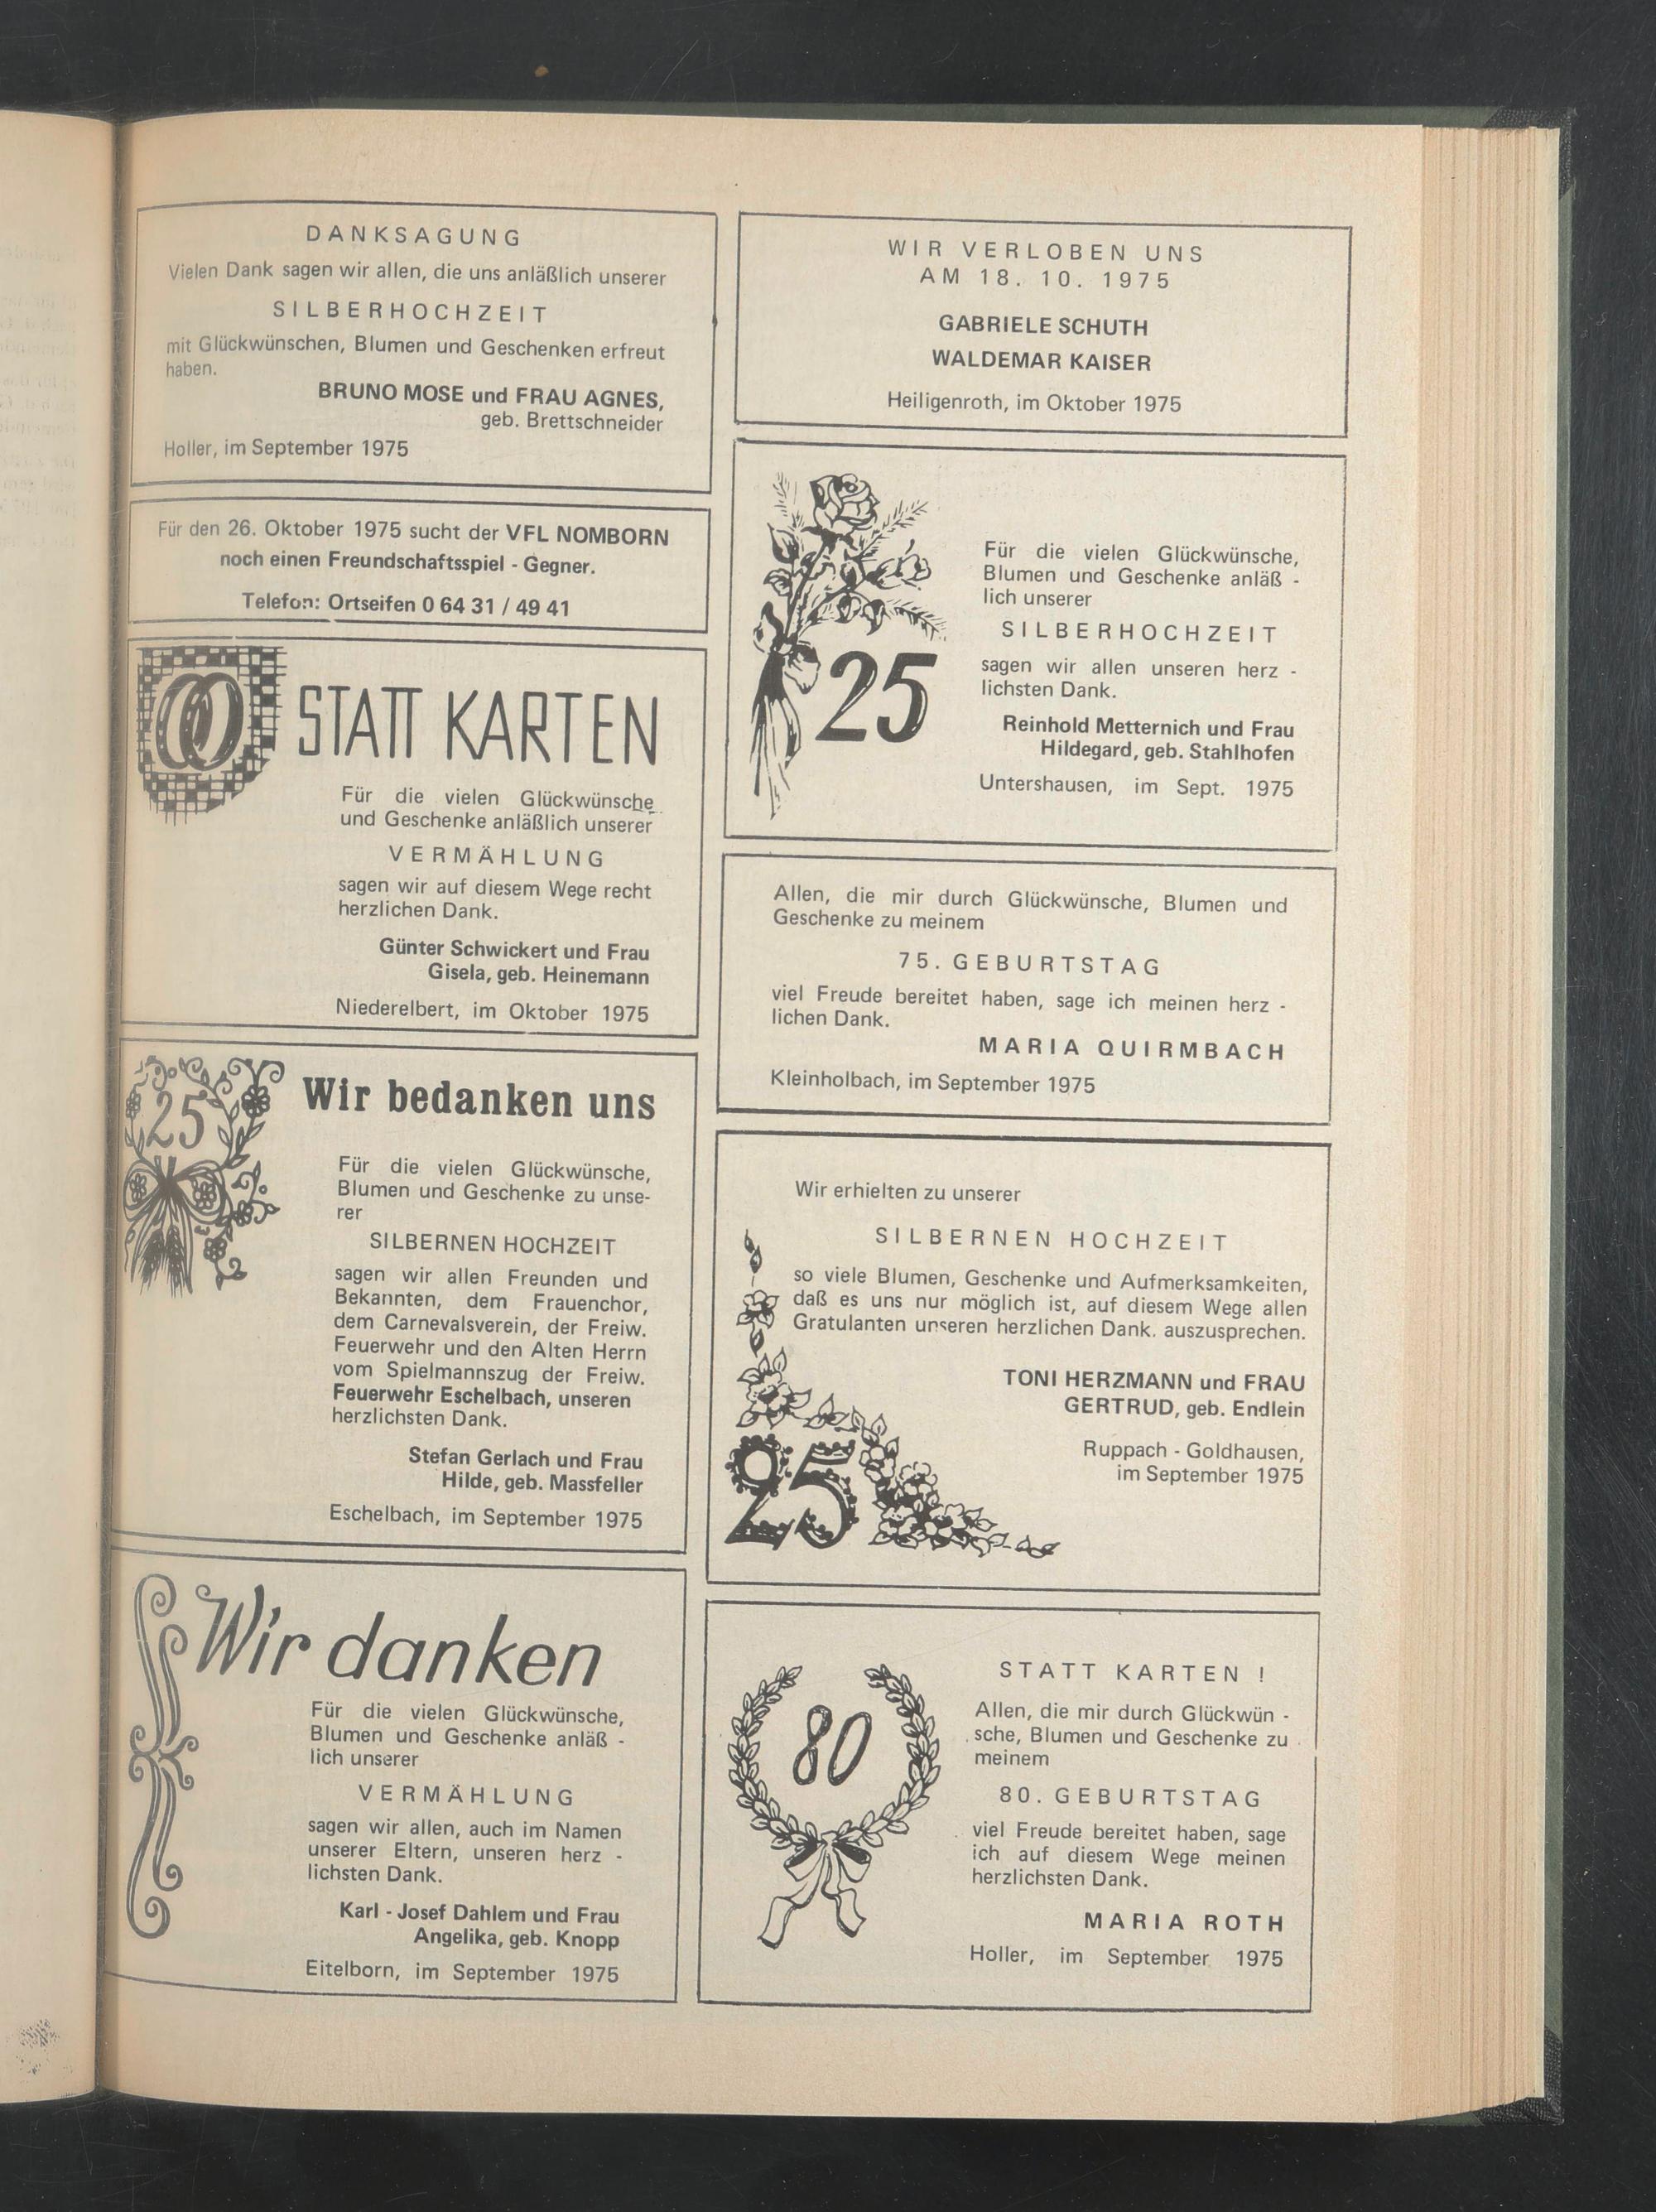 DANKSAGUNG
Vielen Dank sagen wir allen, die uns anläßlich unserer
SILBERHOCHZEIT
mit Glückwünschen, Blumen und Geschenken erfreut
haben.
BRUNO MOSE und FRAU AGNES,
geb. Brettschneider
Holler, im September 1975
Für den 26. Oktober 1975 sucht der VFL NOMBORN
noch einen Freundschaftsspiel - Gegner.
Telefon: Ortseifen 0 64 31 / 49 41
STATT KARTEN
Für die vielen Glückwünsche
und Geschenke anläßlich unserer
VERMÄHLUNG
sagen wir auf diesem Wege recht
herzlichen Dank.
Günter Schwickert und Frau
Gisela, geb. Heinemann
Niederelbert, im Oktober 1975
25
Wir bedanken uns
Für die vielen Glückwünsche,
Blumen und Geschenke zu unse-
rer
SILBERNEN HOCHZEIT
sagen wir allen Freunden und
Bekannten, dem Frauenchor,
dem Carnevalsverein, der Freiw.
Feuerwehr und den Alten Herrn
vom Spielmannszug der Freiw.
Feuerwehr Eschelbach, unseren
herzlichsten Dank.
Stefan Gerlach und Frau
Hilde, geb. Massfeller
Eschelbach, im September 1975
Wir danken
Für die vielen Glückwünsche,
Blumen und Geschenke anläß -
lich unserer
VERMÄHLUNG
sagen wir allen, auch im Namen
unserer Eltern, unseren herz -
lichsten Dank.
Karl - Josef Dahlem und Frau
Angelika, geb. Knopp
Eitelborn, im September 1975
WIR VERLOBEN UNS
AM 18. 10. 1975
GABRIELE SCHUTH
WALDEMAR KAISER
Heiligenroth, im Oktober 1975
25
Für die vielen Glückwünsche,
Blumen und Geschenke anläß -
lich unserer
SILBERHOCHZEIT
sagen wir allen unseren herz -
lichsten Dank.
Reinhold Metternich und Frau
Hildegard, geb. Stahlhofen
Untershausen, im Sept. 1975
Allen, die mir durch Glückwünsche, Blumen und
Geschenke zu meinem
75. GEBURTSTAG
viel Freude bereitet haben, sage ich meinen herz -
lichen Dank.
MARIA QUIRMBACH
Kleinholbach, im September 1975
Wir erhielten zu unserer
SILBERNEN HOCHZEIT
so viele Blumen, Geschenke und Aufmerksamkeiten,
daß es uns nur möglich ist, auf diesem Wege allen
Gratulanten unseren herzlichen Dank. auszusprechen.
TONI HERZMANN und FRAU
GERTRUD, geb. Endlein
Ruppach - Goldhausen,
im September 1975
25
80
STATT KARTEN !
Allen, die mir durch Glückwün -
sche, Blumen und Geschenke zu
meinem
80. GEBURTSTAG
viel Freude bereitet haben, sage
ich auf diesem Wege meinen
herzlichsten Dank.
MARIA ROTH
Holler, im September 1975